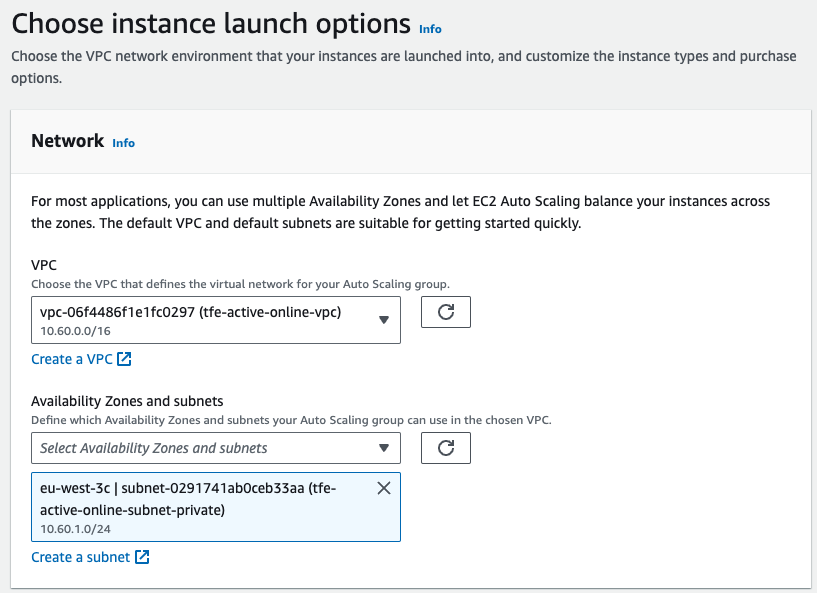 Choose instance launch options Info
Choose the VPC network environment that your instances are launched into, and customize the instance types and purchase
options.
Network Info
For most applications, you can use multiple Availability Zones and let EC2 Auto Scaling balance your instances across
the zones. The default VPC and default subnets are suitable for getting started quickly.
VPC
Choose the VPC that defines the virtual network for your Auto Scaling group.
vpc-06f4486f1e1fc0297 (tfe-active-online-vpc)
10.60.0.0/16
Create a VPC
Availability Zones and subnets
Define which Availability Zones and subnets your Auto Scaling group can use in the chosen VPC.
Select Availability Zones and subnets
eu-west-3c | subnet-0291741ab0ceb33aa (tfe-
active-online-subnet-private)
10.60.1.0/24
Create a subnet